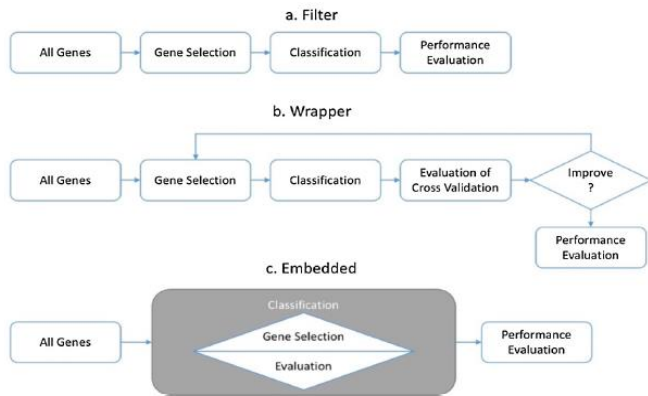 a. Filter
All Genes
Gene Selection
Classification
Performance
Evaluation
b. Wrapper
All Genes
Gene Selection
Classification
Evaluation of
Cross Validation
Improve
?
Performance
Evaluation
c. Embedded
Classification
Gene Selection
Evaluation
All Genes
Performance
Evaluation